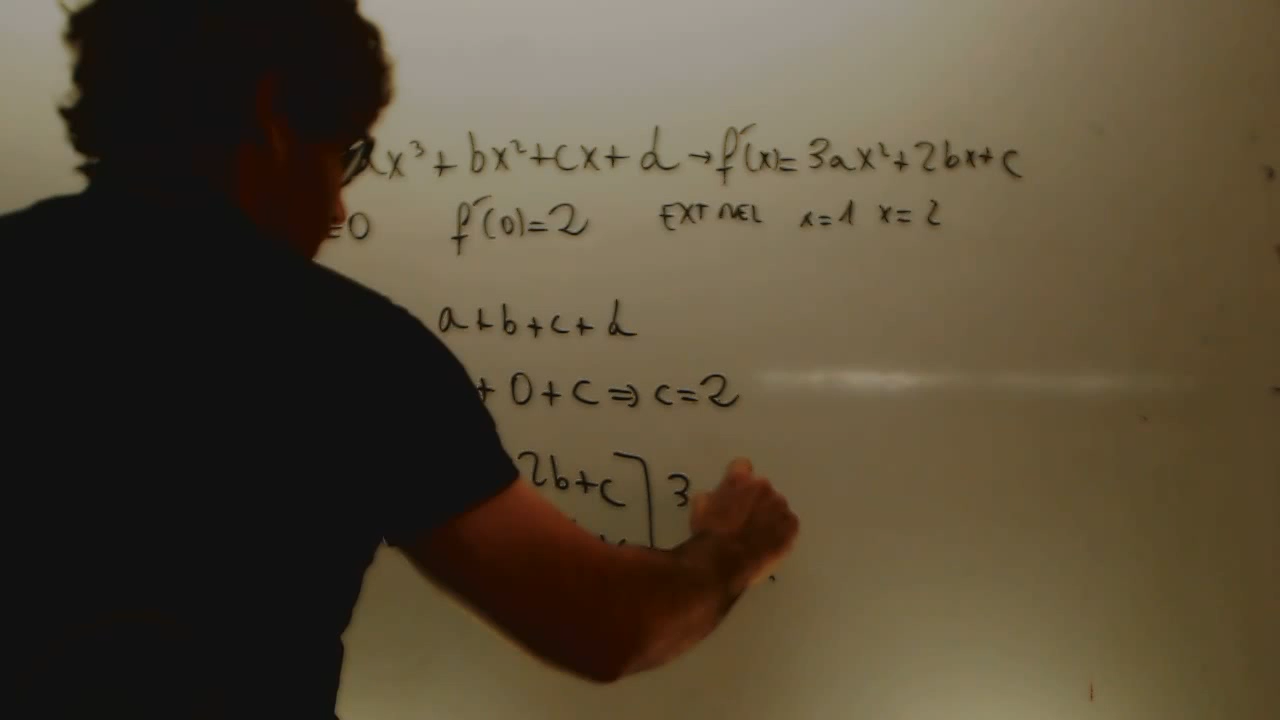 ax³+bx²+cx+d→f´(x)=3ax²+2bx+c
=0 f´(0)=2 EXT REL x=1 x=2
a+b+c+d
+0+c⇒c=2
2b+c] 3